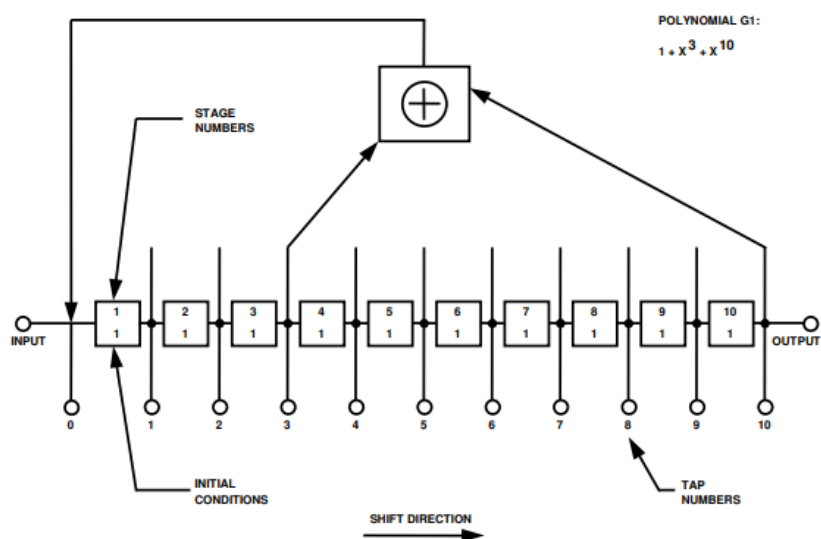 POLYNOMIAL G1:
1 + X^3 + X^10
STAGE
NUMBERS
1 2 3 4 5 6 7 8 9 10
1 1 1 1 1 1 1 1 1 1
INPUT
OUTPUT
0 1 2 3 4 5 6 7 8 9 10
INITIAL
CONDITIONS
TAP
NUMBERS
SHIFT DIRECTION